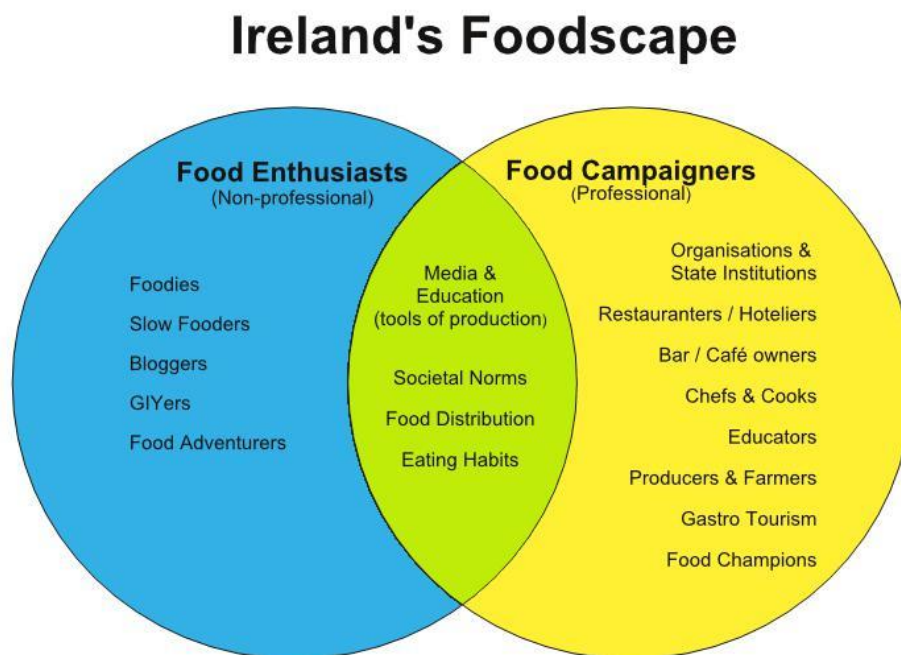 Ireland's Foodscape
Food Enthusiasts
(Non-professional)
Foodies
Slow Fooders
Bloggers
GIYers
Food Adventurers
Media &
Education
(tools of production)
Societal Norms
Food Distribution
Eating Habits
Food Campaigners
(Professional)
Organisations &
State Institutions
Restauranters / Hoteliers
Bar / Café owners
Chefs & Cooks
Educators
Producers & Farmers
Gastro Tourism
Food Champions